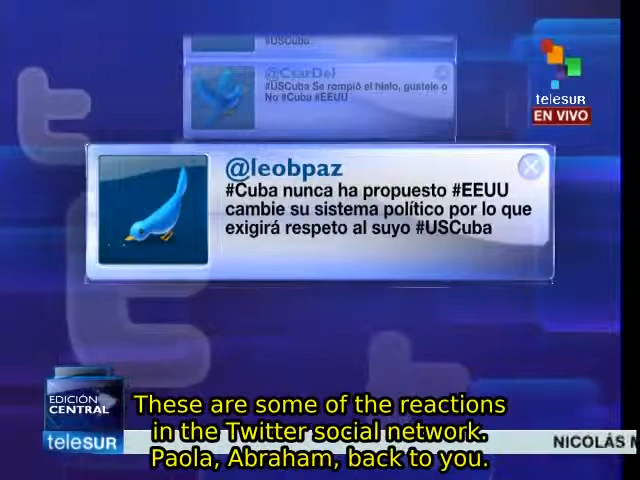 #USCuba
@CsarDel
#USCuba Se rompió el hielo, gustele o
No #Cuba #EEUU
telesur
EN VIVO
@leobpaz
#Cuba nunca ha propuesto #EEUU
cambie su sistema político por lo que
exigirá respeto al suyo #USCuba
EDICIÓN
CENTRAL
telesur
These are some of the reactions
in the Twitter social network.
Paola, Abraham, back to you.
NICOLÁS M